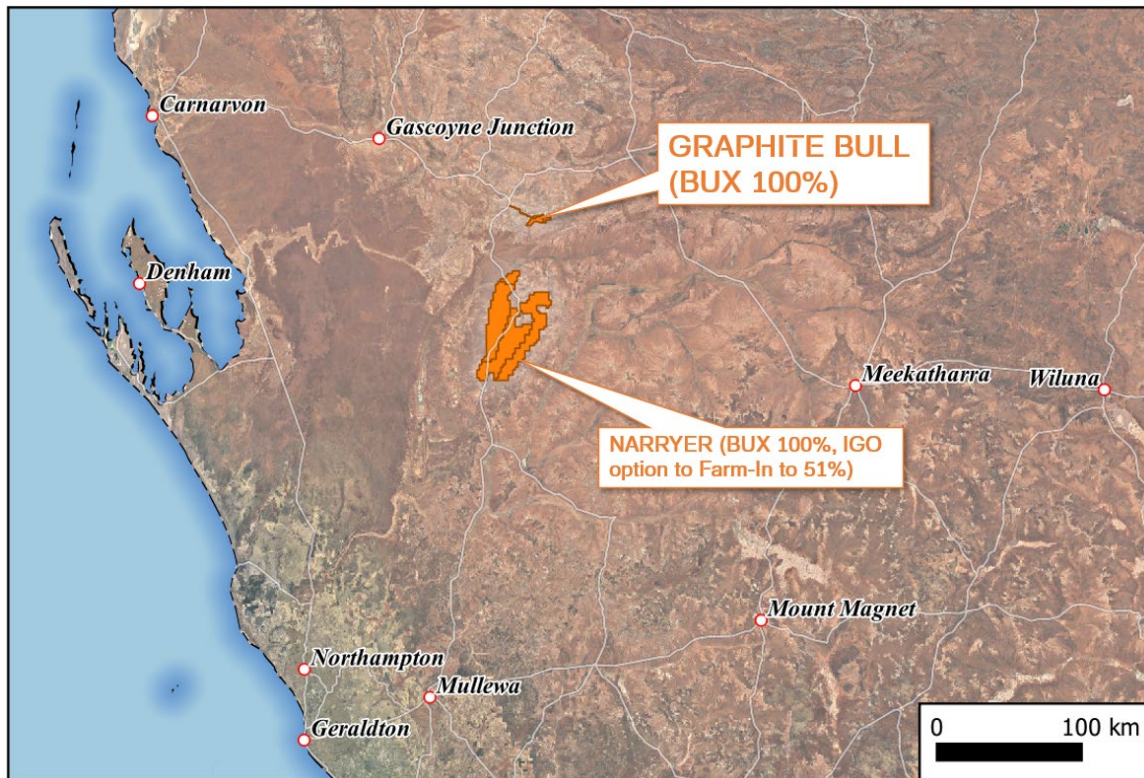 Carnarvon
Gascoyne Junction
GRAPHITE BULL
(BUX 100%)
Denham
Meekatharra
Wiluna
NARRYER (BUX 100%, IGO
option to Farm-In to 51%)
Mount Magnet
Northampton
Mullewa
Geraldton
0 100 km